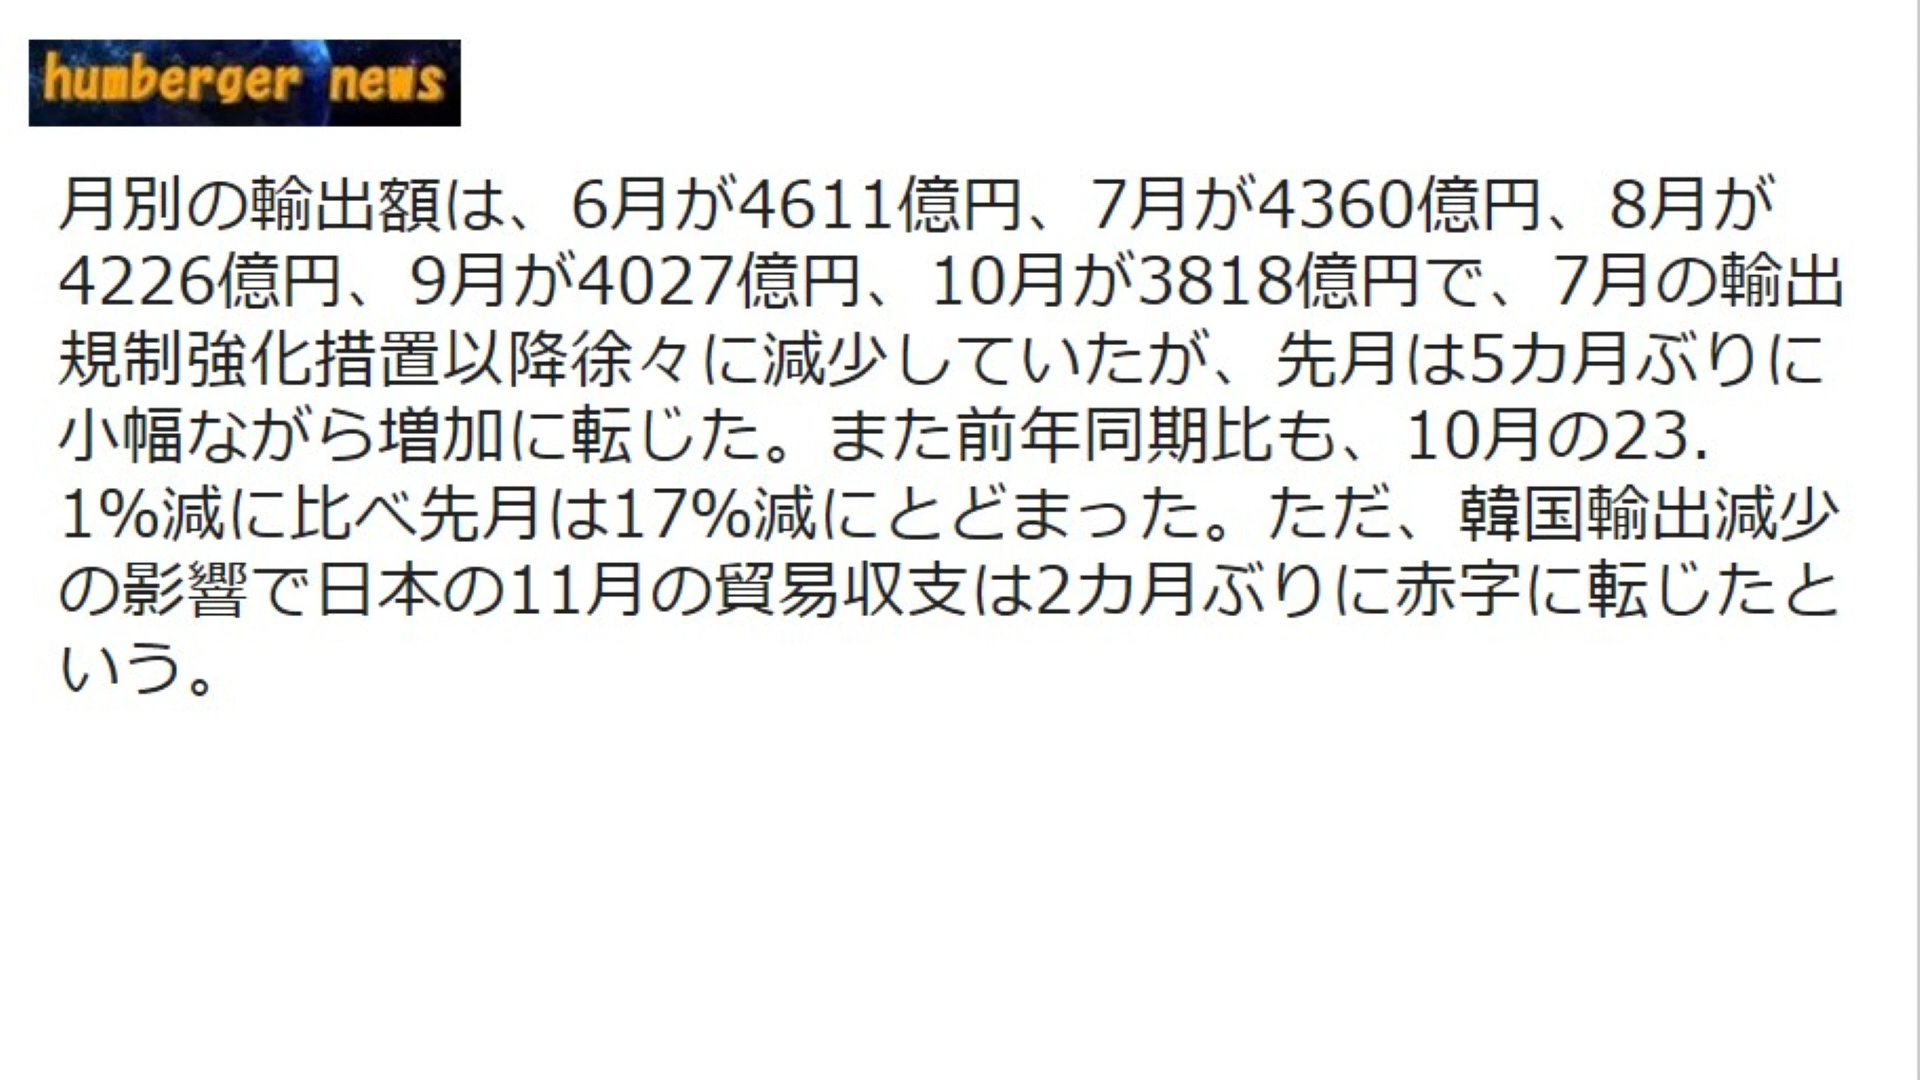 humberger news
月別の輸出額は、6月が4611億円、7月が4360億円、8月が
4226億円、9月が4027億円、10月が3818億円で、7月の輸出
規制強化措置以降徐々に減少していたが、先月は5カ月ぶりに
小幅ながら増加に転じた。また前年同期比も、10月の23.
1%減に比べ先月は17%減にとどまった。ただ、韓国輸出減少
の影響で日本の11月の貿易収支は2カ月ぶりに赤字に転じたと
いう。